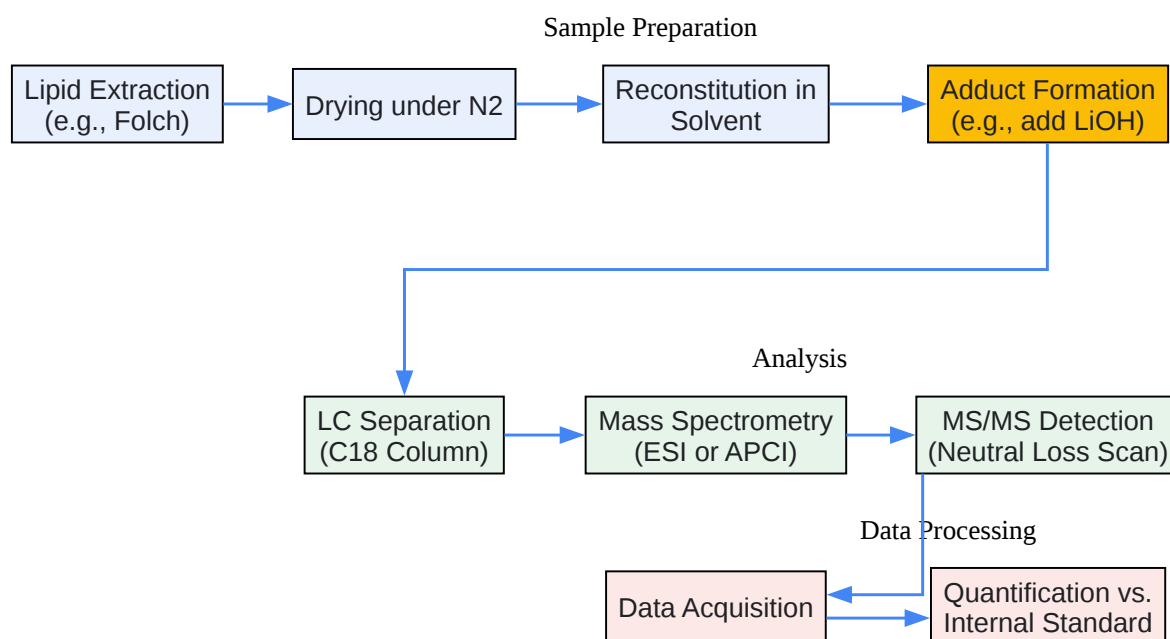 Sample Preparation
Lipid Extraction
(e.g., Folch)
Drying under N2
Reconstitution in
Solvent
Adduct Formation
(e.g., add LiOH)
Analysis
LC Separation
(C18 Column)
Mass Spectrometry
(ESI or APCI)
MS/MS Detection
(Neutral Loss Scan)
Data Processing
Data Acquisition
Quantification vs.
Internal Standard